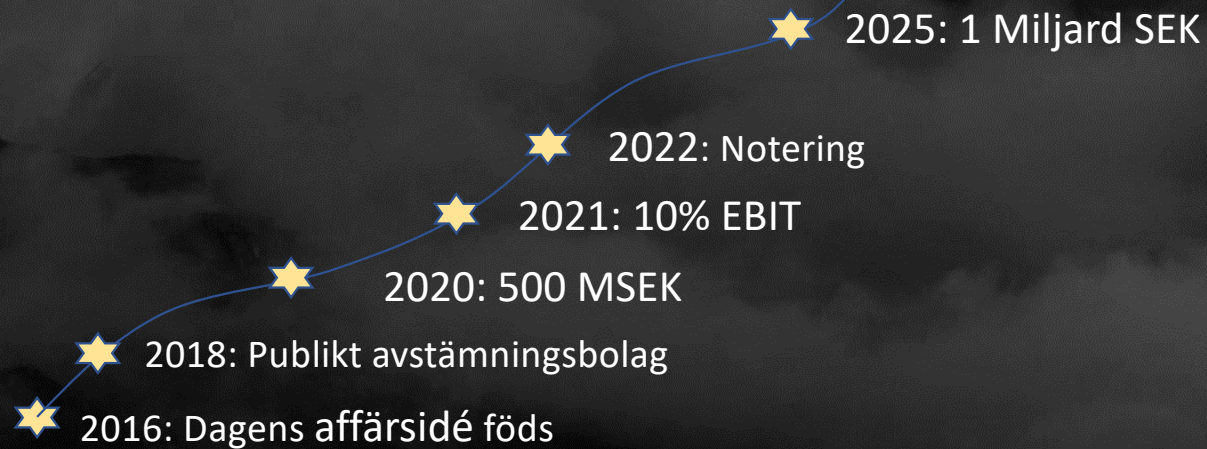 2025: 1 Miljard SEK
2022: Notering
2021: 10% EBIT
2020: 500 MSEK
2018: Publikt avstämningsbolag
2016: Dagens affärsidé föds